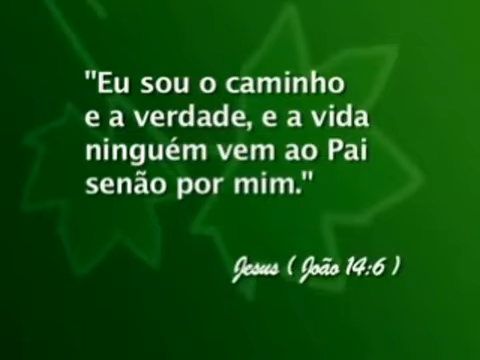 "Eu sou o caminho
e a verdade, e a vida
ninguém vem ao Pai
senão por mim."
Jesus ( João 14:6 )